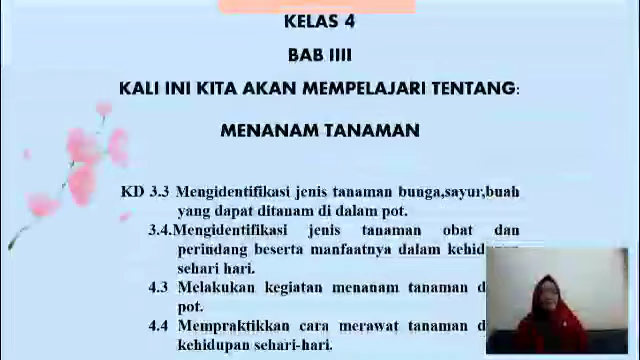 KELAS 4
BAB IIII
KALI INI KITA AKAN MEMPELAJARI TENTANG:
MENANAM TANAMAN
KD 3.3 Mengidentifikasi jenis tanaman bunga,sayur,buah
yang dapat ditanam di dalam pot.
3.4.Mengidentifikasi jenis tanaman obat dan
perindang beserta manfaatnya dalam
sehari hari.
4.3 Melakukan kegiatan menanam tanaman
pot.
4.4 Mempraktikkan cara merawat tanaman
kehidupan sehari-hari.